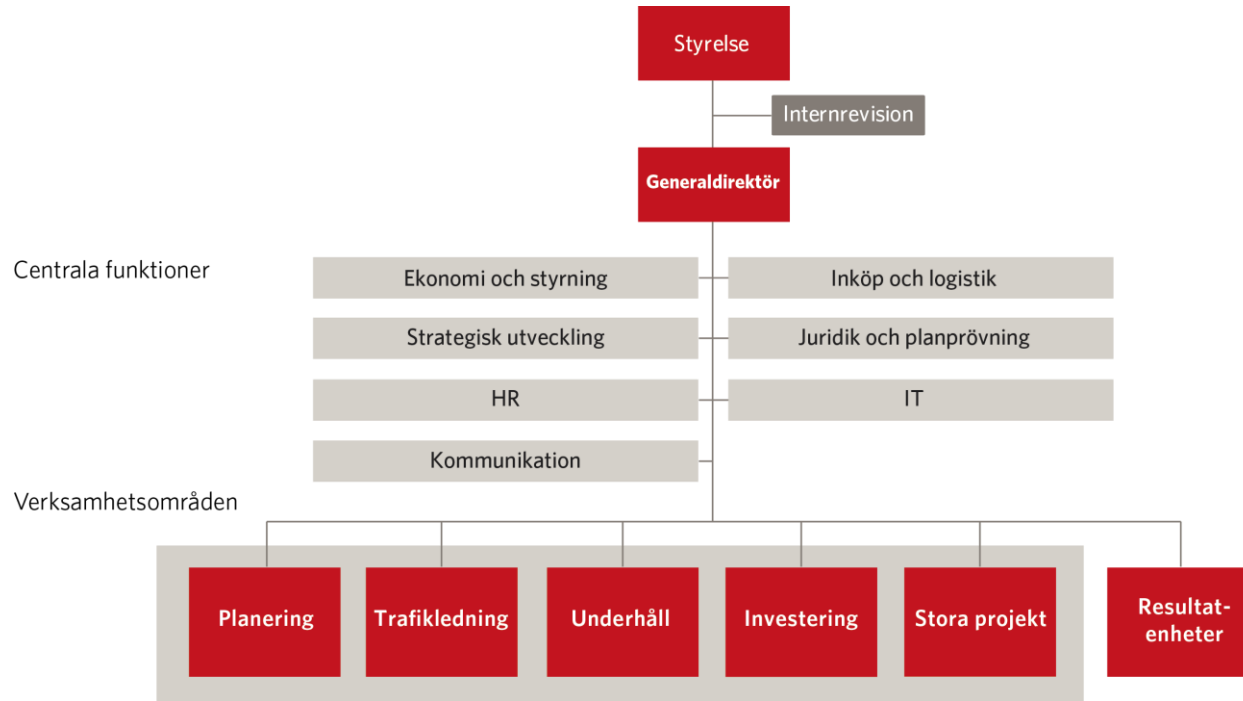 Styrelse
Internrevision
Generaldirektör
Centrala funktioner
Ekonomi och styrning
Inköp och logistik
Strategisk utveckling
Juridik och planprövning
HR
IT
Kommunikation
Verksamhetsområden
Planering
Trafikledning
Underhåll
Investering
Stora projekt
Resultat-
enheter